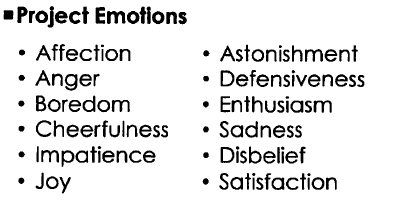 ▪Project Emotions
• Affection
• Anger
• Boredom
• Cheerfulness
• Impatience
• Joy
• Astonishment
• Defensiveness
• Enthusiasm
• Sadness
• Disbelief
• Satisfaction